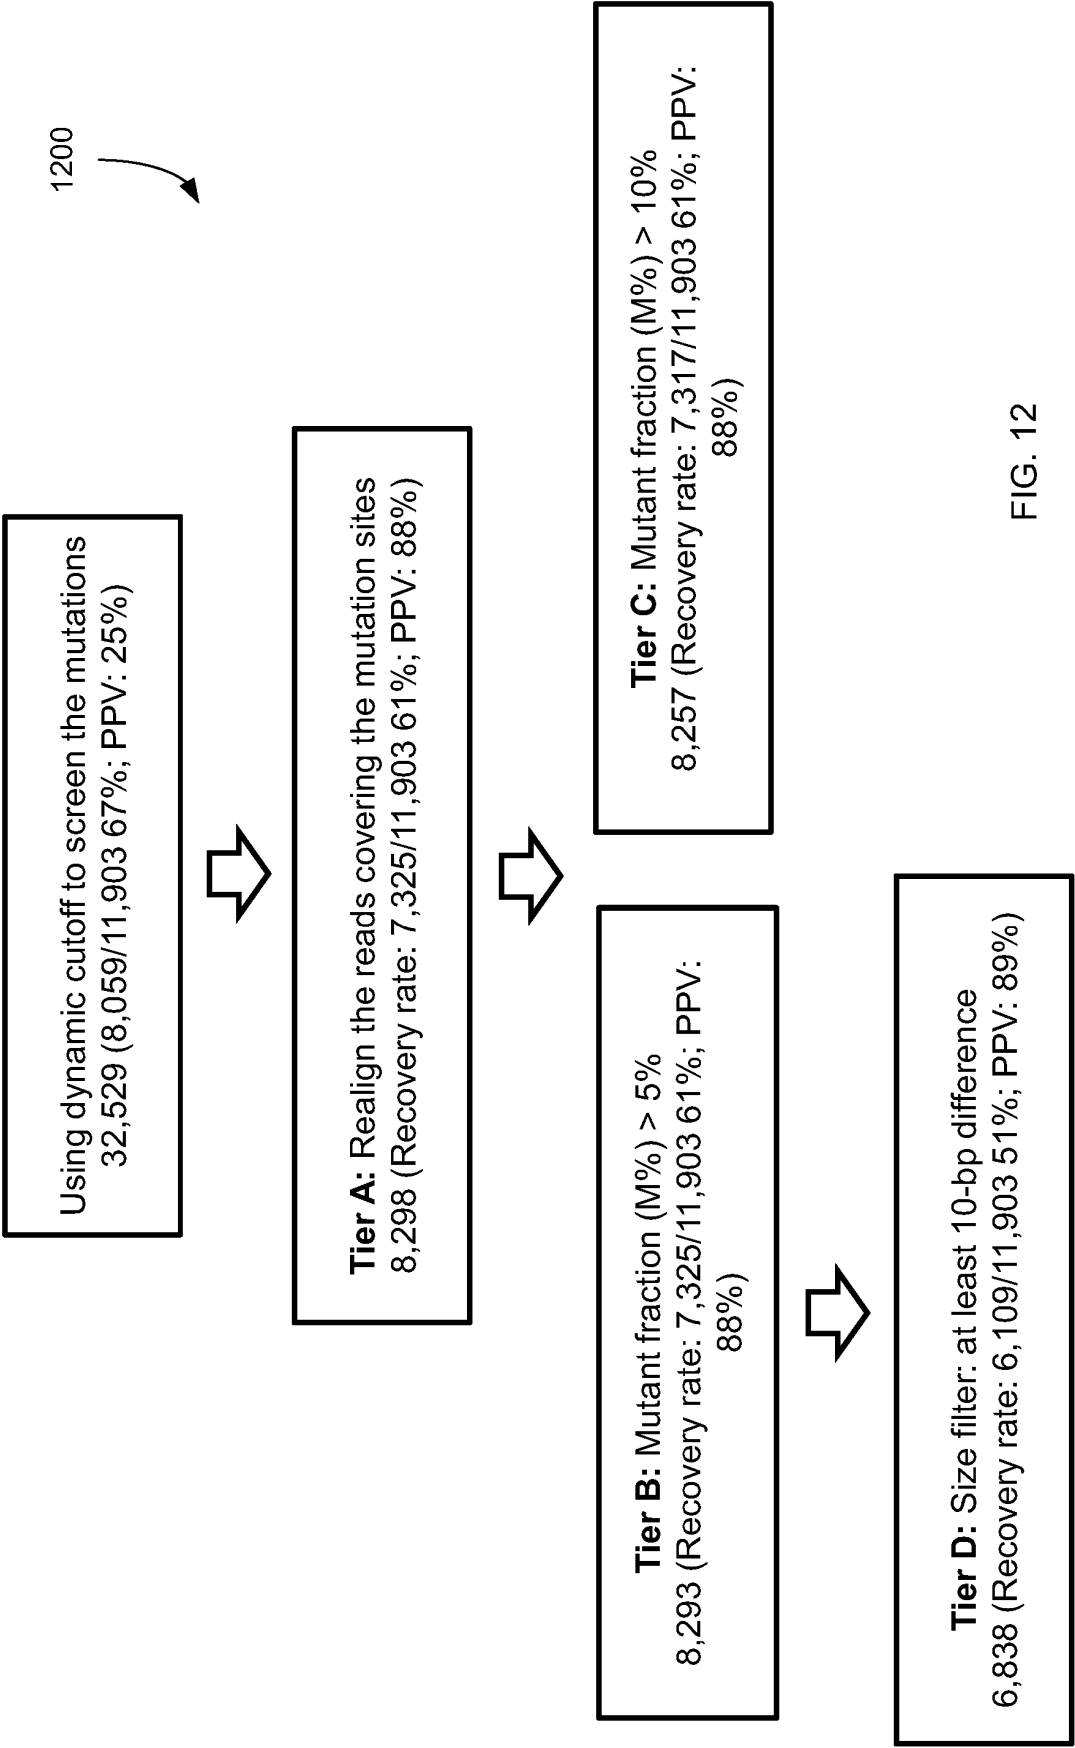 1200
Using dynamic cutoff to screen the mutations
32,529 (8,059/11,903 67%; PPV: 25%)
Tier A: Realign the reads covering the mutation sites
8,298 (Recovery rate: 7,325/11,903 61%; PPV: 88%)
Tier B: Mutant fraction (M%) > 5%
8,293 (Recovery rate: 7,325/11,903 61%; PPV:
88%)
Tier C: Mutant fraction (M%) > 10%
8,257 (Recovery rate: 7,317/11,903 61%; PPV:
88%)
Tier D: Size filter: at least 10-bp difference
6,838 (Recovery rate: 6,109/11,903 51%; PPV: 89%)
FIG. 12